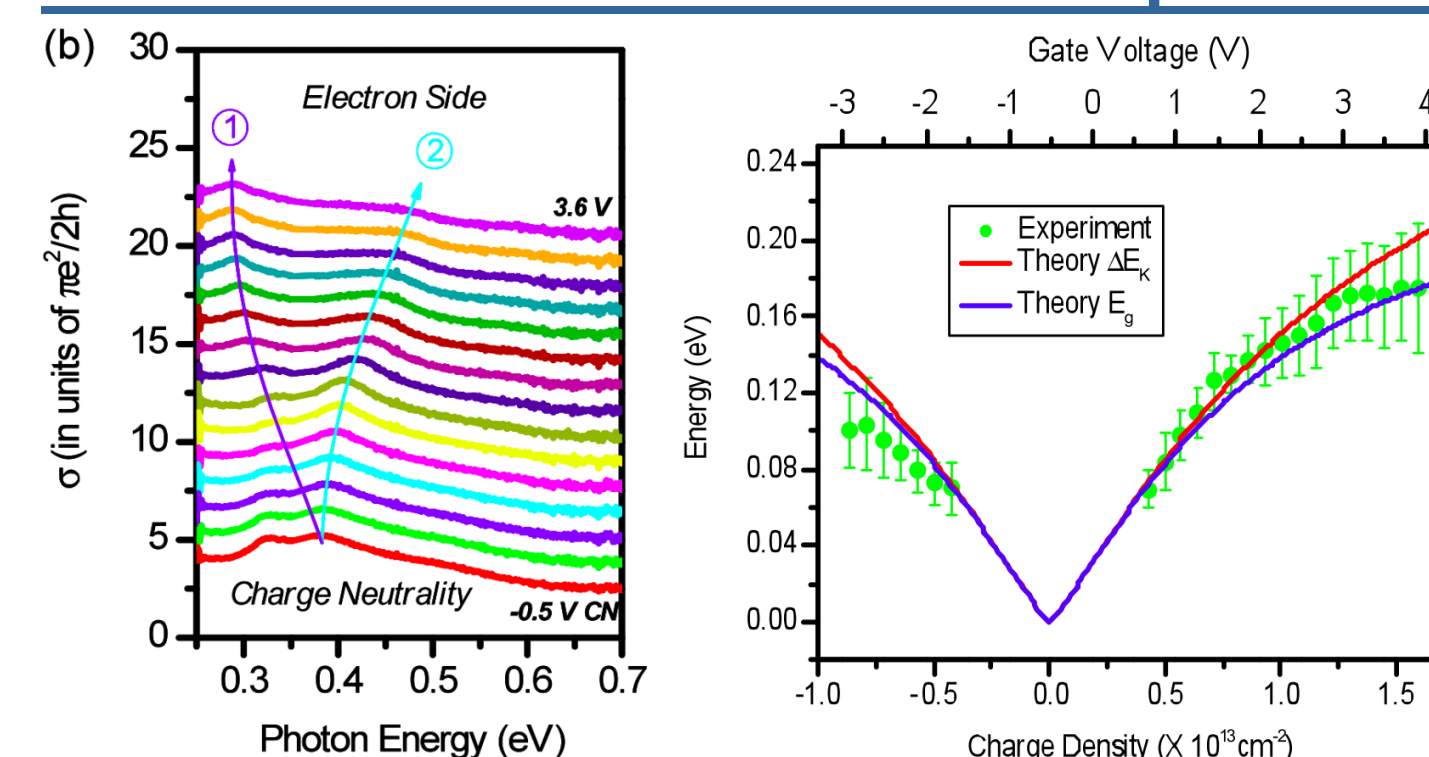 (b)
30
25
20
15
10
5
0
σ (in units of πe²/2h)
Electron Side
①
②
3.6 V
Charge Neutrality
-0.5 V CN
0.3 0.4 0.5 0.6 0.7
Photon Energy (eV)
Gate Voltage (V)
-3 -2 -1 0 1 2 3 4
0.24
0.20
0.16
0.12
0.08
0.04
0.00
Energy (eV)
Experiment
Theory ΔE_K
Theory E_g
-1.0 -0.5 0.0 0.5 1.0 1.5
Charge Density (X 10¹³cm⁻²)